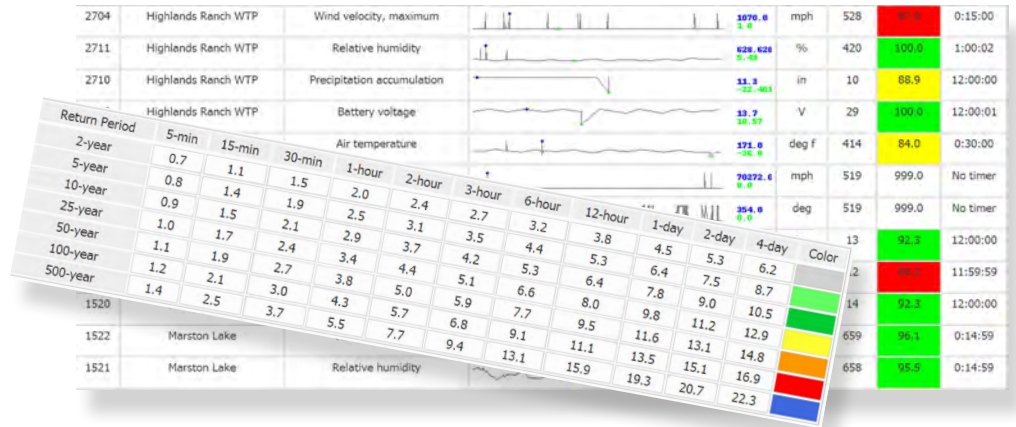 2704 Highlands Ranch WTP Wind velocity, maximum 1070.0 mph 528 0:15:00
1.0
2711 Highlands Ranch WTP Relative humidity 628.628 % 420 100.0 1:00:02
5.43
2710 Highlands Ranch WTP Precipitation accumulation 11.3 in 10 88.9 12:00:00
-22.401
Highlands Ranch WTP Battery voltage 13.7 V 29 100.0 12:00:01
10.57
Air temperature 171.0 deg f 414 84.0 0:30:00
-36.0
70272.6 mph 519 999.0 No timer
0.0
354.0 deg 519 999.0 No timer
0.0
13 92.3 12:00:00
11:59:59
1520 14 92.3 12:00:00
1522 Marston Lake 659 96.1 0:14:59
1521 Marston Lake Relative humidity 658 95.5 0:14:59
Return Period 5-min 15-min 30-min 1-hour 2-hour 3-hour 6-hour 12-hour 1-day 2-day 4-day Color
2-year 0.7 1.1 1.5 2.0 2.4 2.7 3.2 3.8 4.5 5.3 6.2
5-year 0.8 1.4 1.9 2.5 3.1 3.5 4.4 5.3 6.4 7.5 8.7
10-year 0.9 1.5 2.1 2.9 3.7 4.2 5.3 6.4 7.8 9.0 10.5
25-year 1.0 1.7 2.4 3.4 4.4 5.1 6.6 8.0 9.8 11.2 12.9
50-year 1.1 1.9 2.7 3.8 5.0 5.9 7.7 9.5 11.6 13.1 14.8
100-year 1.2 2.1 3.0 4.3 5.7 6.8 9.1 11.1 13.5 15.1 16.9
500-year 1.4 2.5 3.7 5.5 7.7 9.4 13.1 15.9 19.3 20.7 22.3